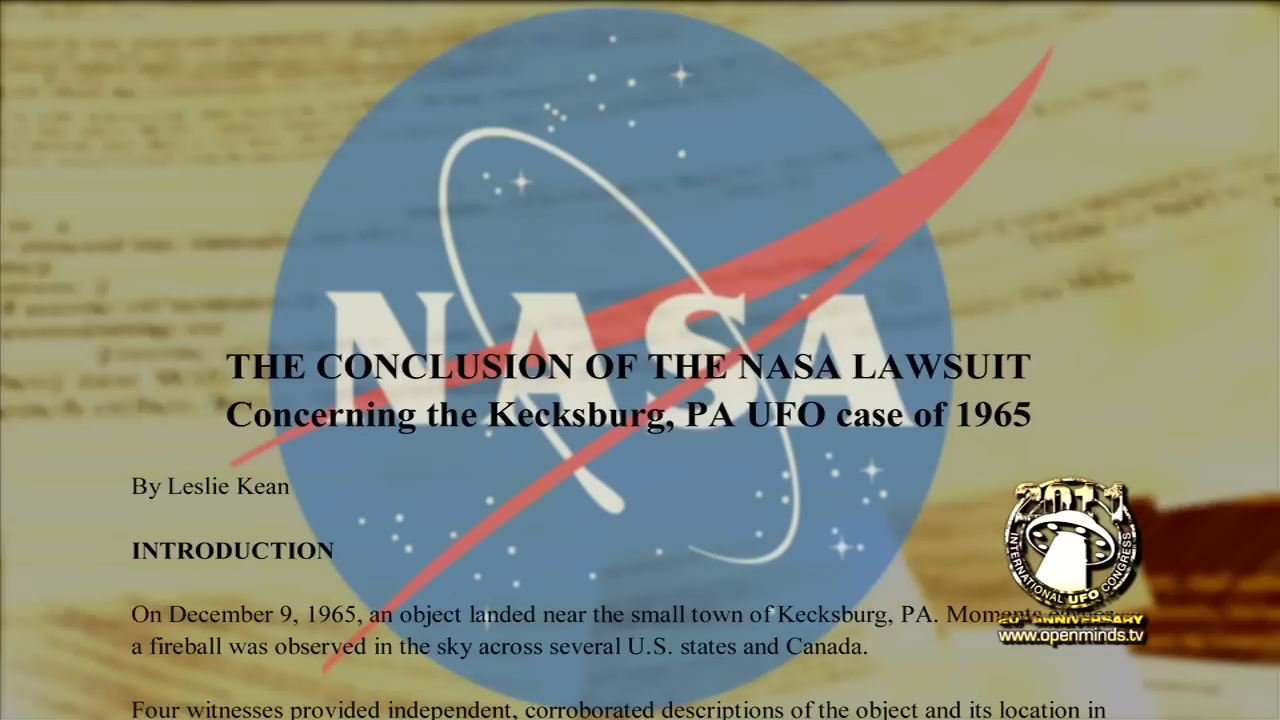 NASA
THE CONCLUSION OF THE NASA LAWSUIT
Concerning the Kecksburg, PA UFO case of 1965
By Leslie Kean
INTRODUCTION
On December 9, 1965, an object landed near the small town of Kecksburg, PA. Moments
a fireball was observed in the sky across several U.S. states and Canada.
Four witnesses provided independent, corroborated descriptions of the object and its location in
2011
INTERNATIONAL UFO CONGRESS
20TH ANNIVERSARY
www.openminds.tv